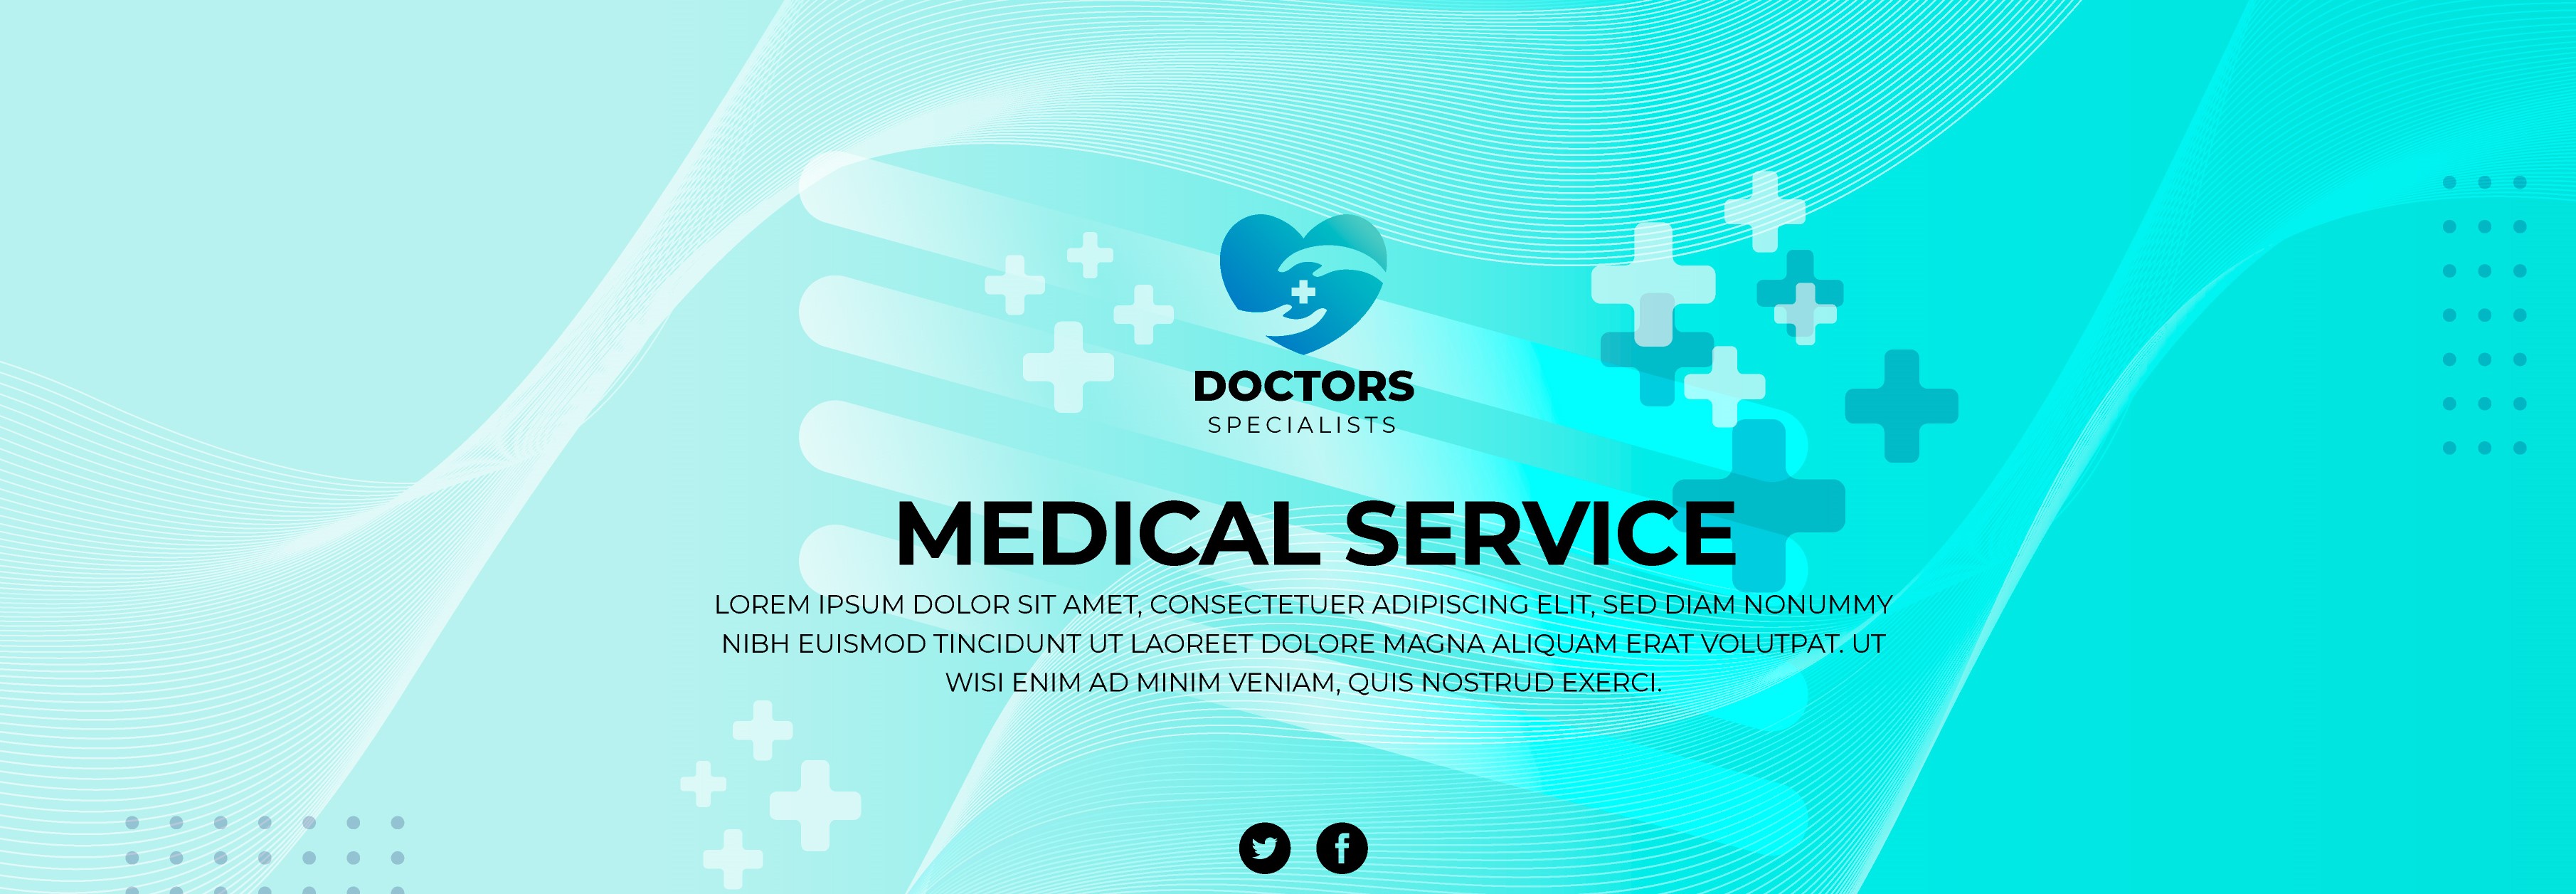 DOCTORS
SPECIALISTS
MEDICAL SERVICE
LOREM IPSUM DOLOR SIT AMET, CONSECTETUER ADIPISCING ELIT, SED DIAM NONUMMY
NIBH EUISMOD TINCIDUNT UT LAOREET DOLORE MAGNA ALIQUAM ERAT VOLUTPAT. UT
WISI ENIM AD MINIM VENIAM, QUIS NOSTRUD EXERCI.